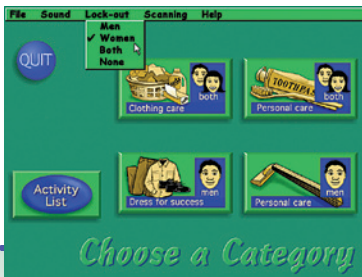 File Sound Lock-out Scanning Help
Men
✓ Women
Both
None
QUIT
both
Clothing care
TOOTHPA
both
Personal care
Activity
List
men
Dress for success
men
Personal care
Choose a Category